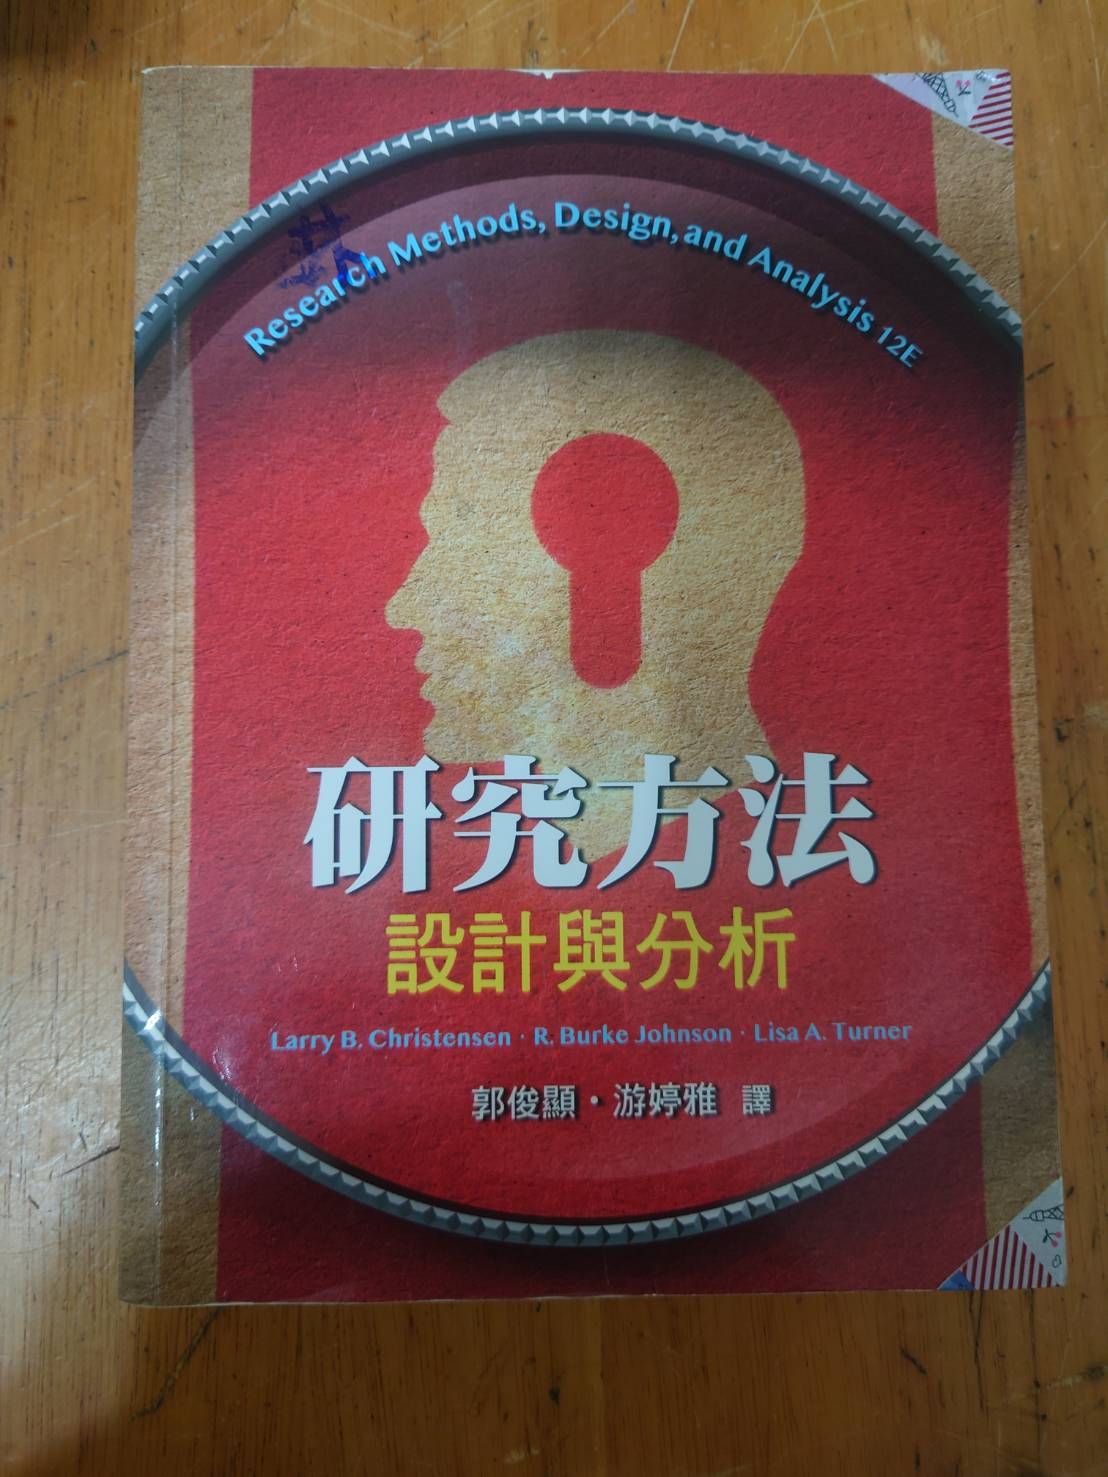 Research Methods, Design, and Analysis 12E
研究方法
設計與分析
Larry B. Christensen · R. Burke Johnson · Lisa A. Turner
郭俊顯・游婷雅 譯